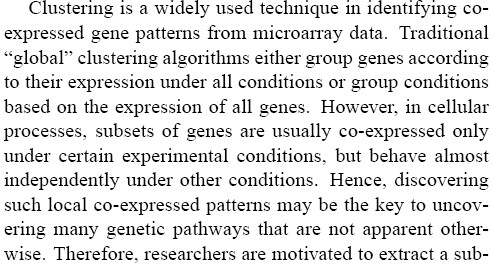 Clustering is a widely used technique in identifying co-
expressed gene patterns from microarray data. Traditional
“global” clustering algorithms either group genes according
to their expression under all conditions or group conditions
based on the expression of all genes. However, in cellular
processes, subsets of genes are usually co-expressed only
under certain experimental conditions, but behave almost
independently under other conditions. Hence, discovering
such local co-expressed patterns may be the key to uncov-
ering many genetic pathways that are not apparent other-
wise. Therefore, researchers are motivated to extract a sub-